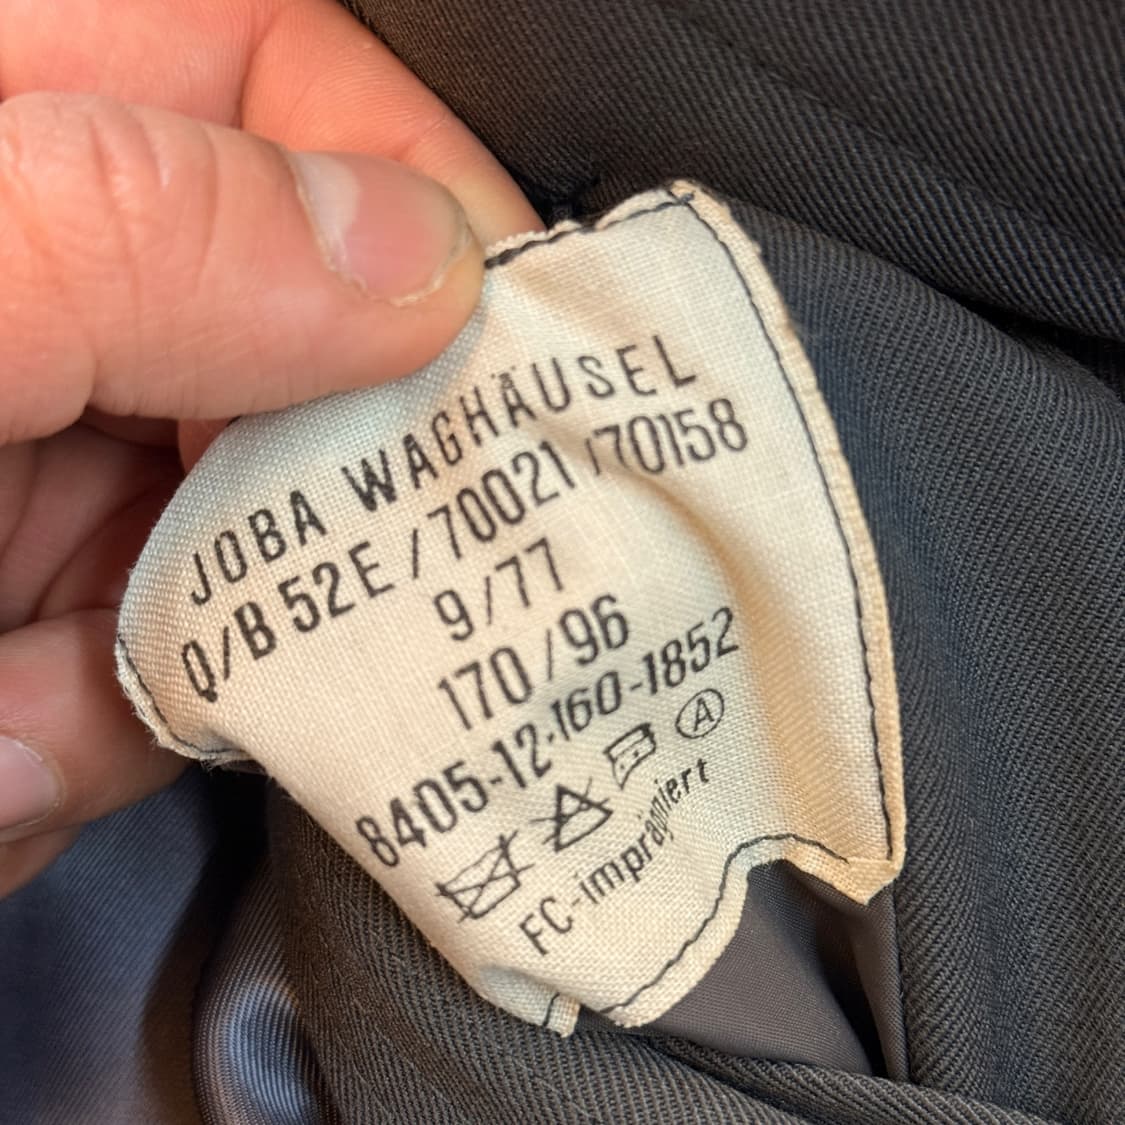 JOBA WAGHÄUSEL
Q/B 52E/70021/70158
9/77
170/96
8405-12-160-1852
A
FC-imprägniert